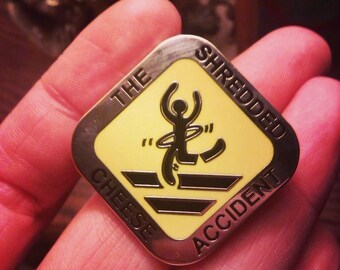 THE
SHREDDED
CHEESE
ACCIDENT